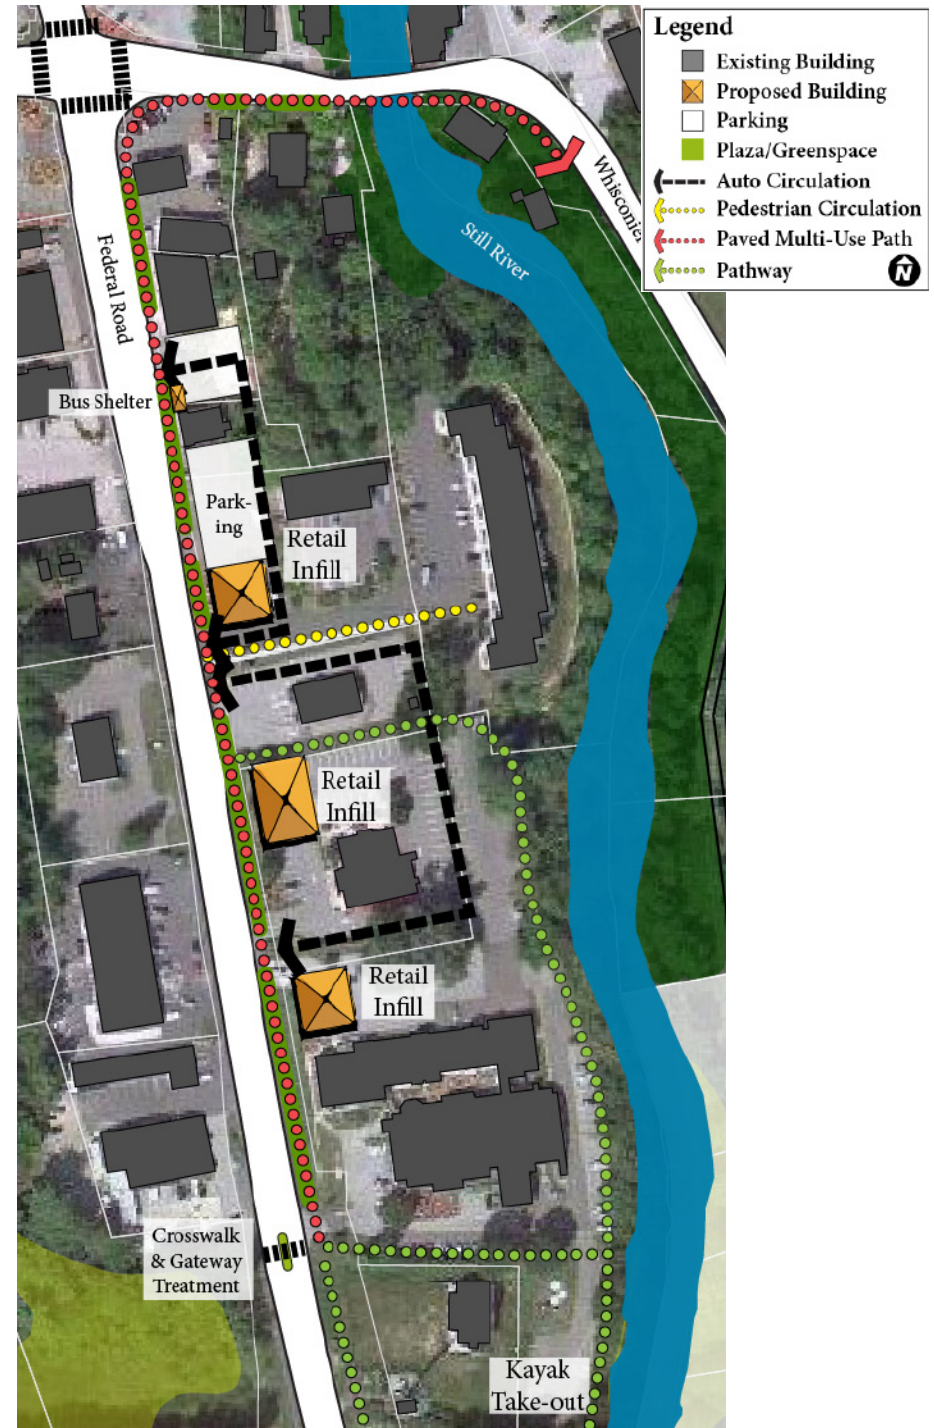 Legend
Existing Building
Proposed Building
Parking
Plaza/Greenspace
Auto Circulation
Pedestrian Circulation
Paved Multi-Use Path
Pathway
N
Whisconier
Still River
Federal Road
Bus Shelter
Park-
ing
Retail
Infill
Retail
Infill
Retail
Infill
Crosswalk
& Gateway
Treatment
Kayak
Take-out